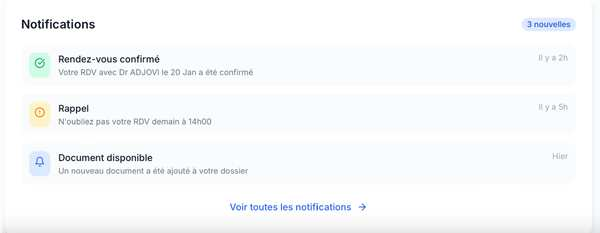 Notifications
3 nouvelles
Rendez-vous confirmé
Il y a 2h
Votre RDV avec Dr ADJOVI le 20 Jan a été confirmé
Rappel
Il y a 5h
N'oubliez pas votre RDV demain à 14h00
Document disponible
Hier
Un nouveau document a été ajouté à votre dossier
Voir toutes les notifications →